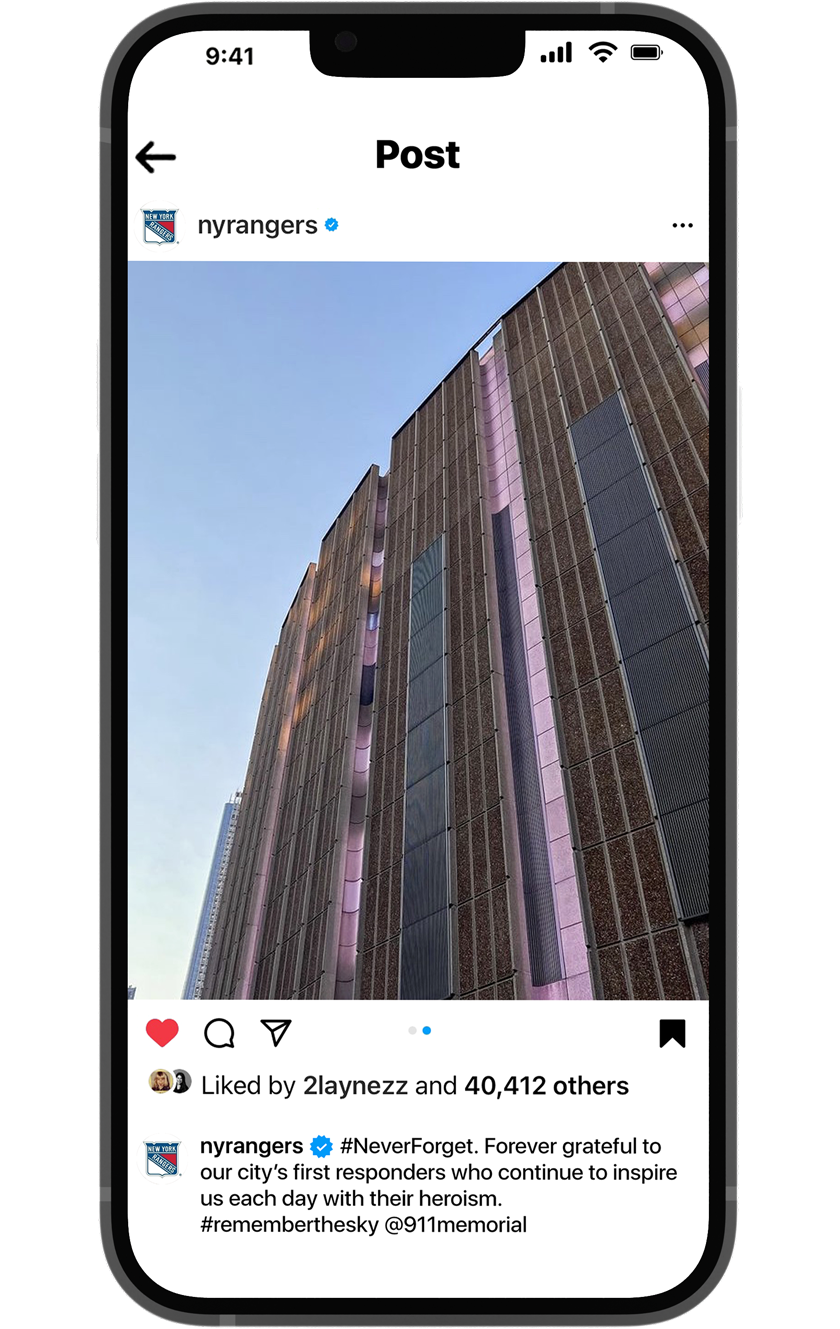 9:41
Post
NEW YORK
RANGERS
nyrangers
Liked by 2laynezz and 40,412 others
NEW YORK
RANGERS
nyrangers #NeverForget. Forever grateful to
our city’s first responders who continue to inspire
us each day with their heroism.
#rememberthesky @911memorial